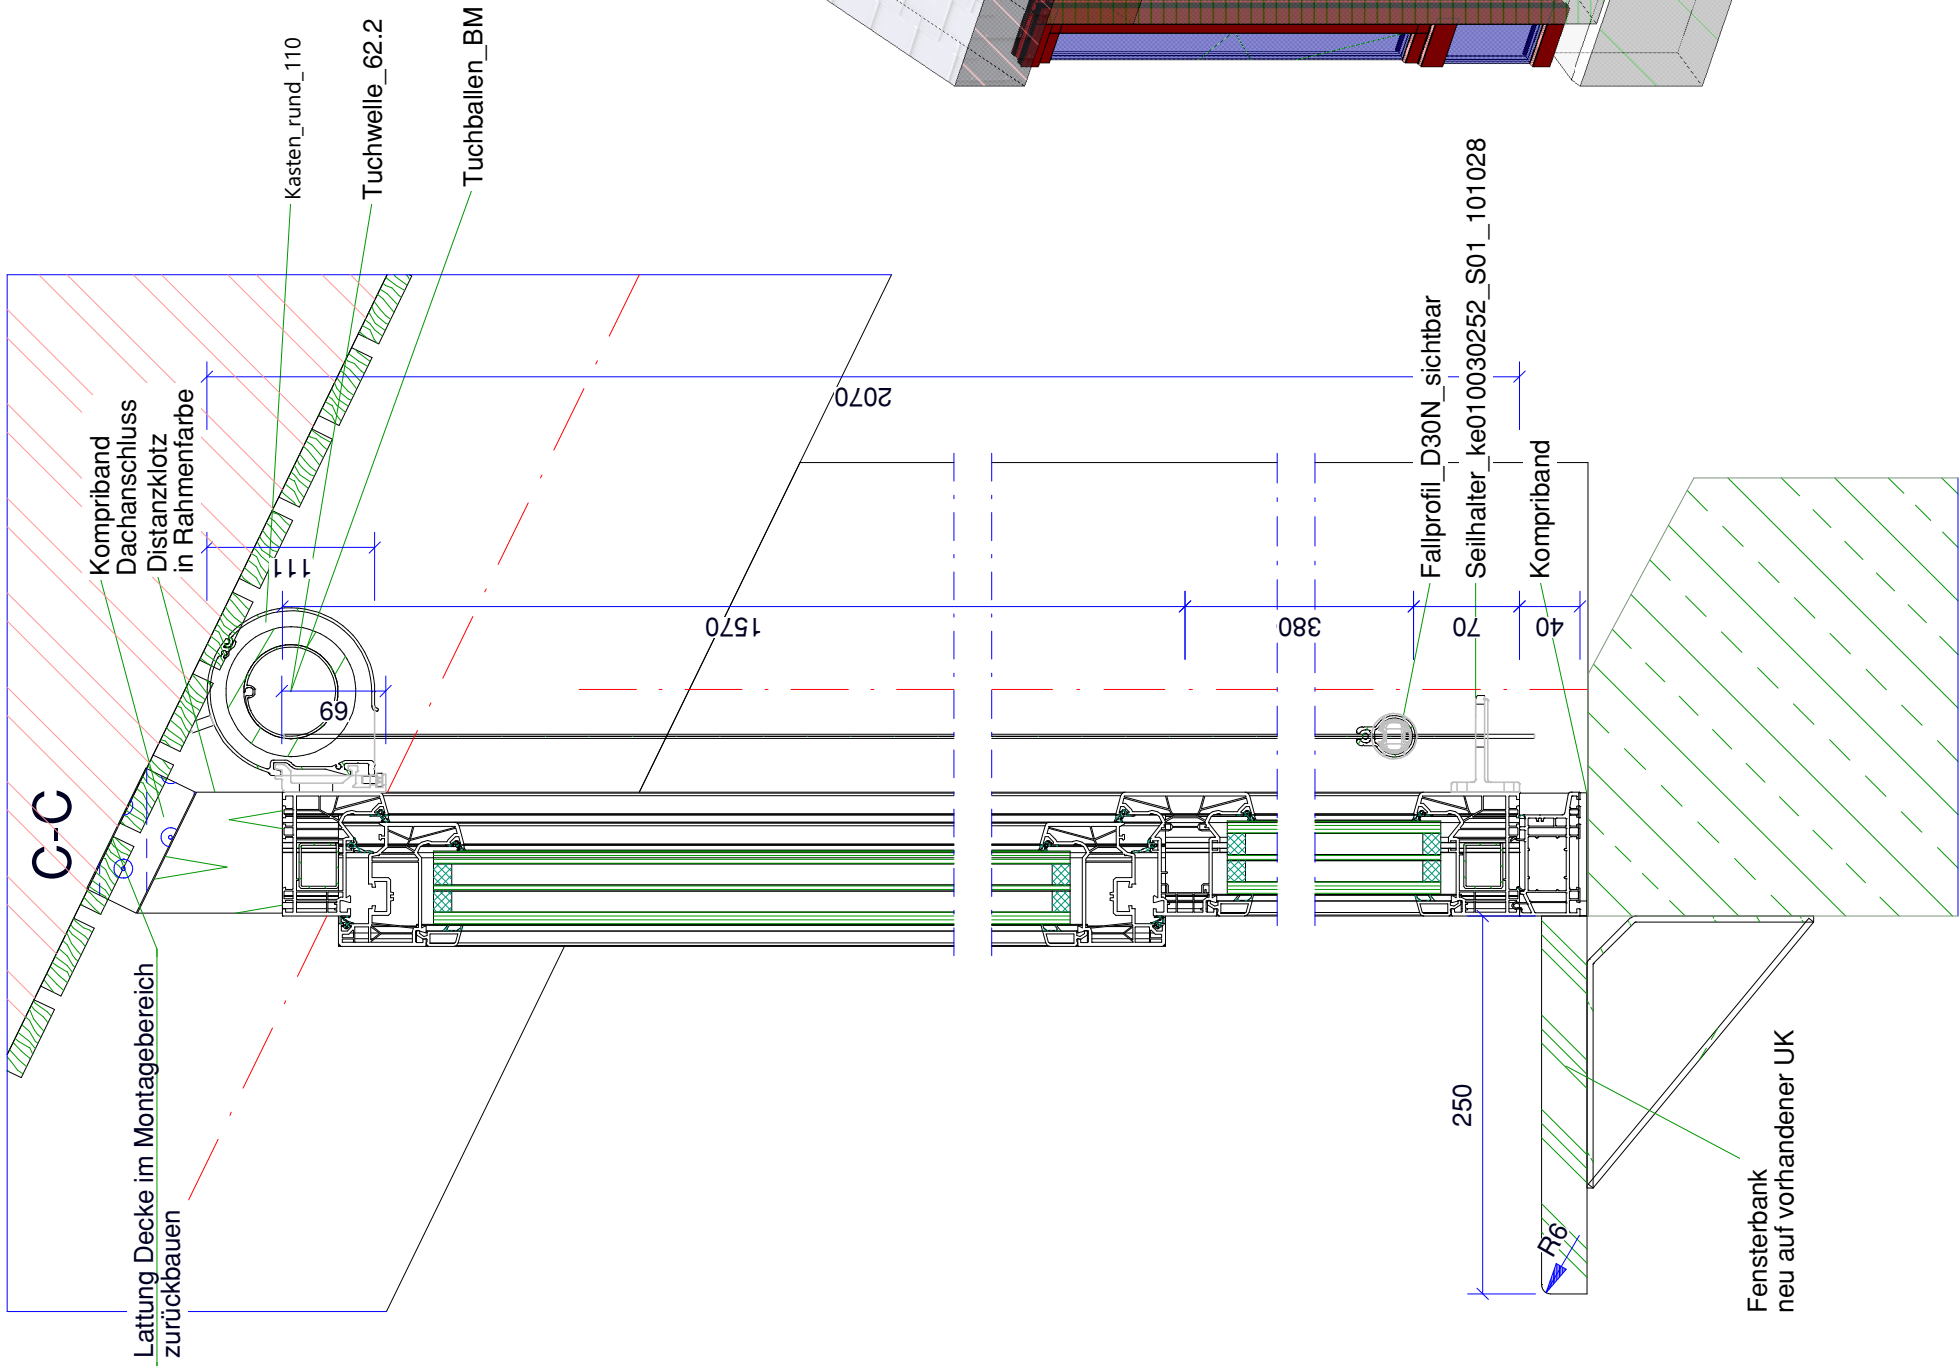 C-C
Kompriband
Dachanschluss
Distanzklotz
in Rahmenfarbe
Kasten_rund_110
Tuchwelle_62.2
Tuchballen_BM
Lattung Decke im Montagebereich
zurückbauen
111
69
2070
1570
380
70
40
Fallprofil_D30N_sichtbar
Seilhalter_ke010030252_S01_101028
Kompriband
250
R6
Fensterbank
neu auf vorhandener UK